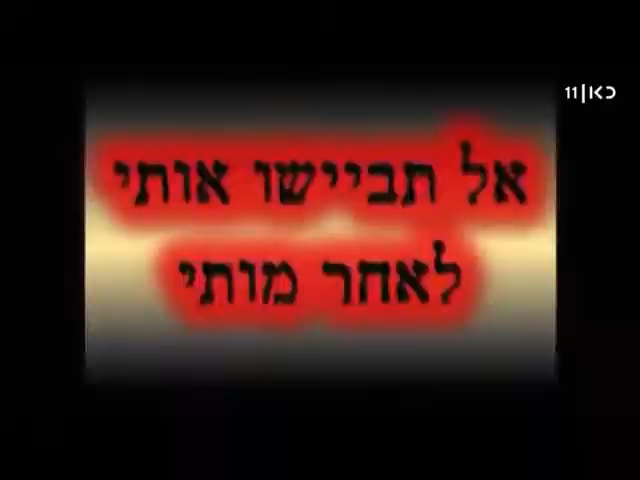 כאן 11
אל תביישו אותי
לאחר מותי